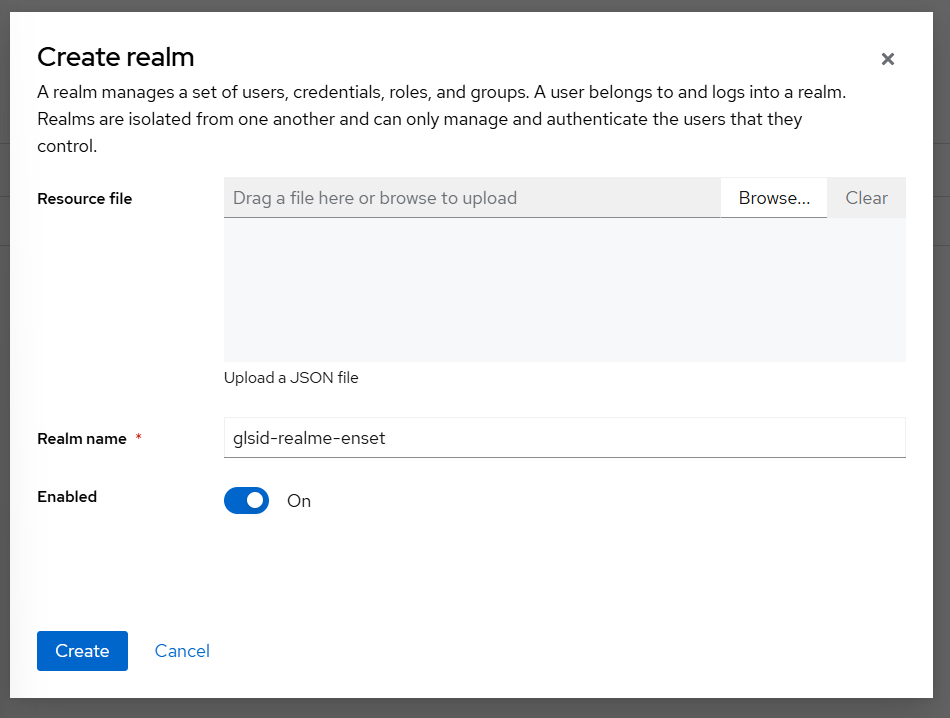 Create realm
A realm manages a set of users, credentials, roles, and groups. A user belongs to and logs into a realm.
Realms are isolated from one another and can only manage and authenticate the users that they
control.
Resource file
Drag a file here or browse to upload
Browse...
Clear
Upload a JSON file
Realm name *
glsid-realme-enset
Enabled
On
Create
Cancel